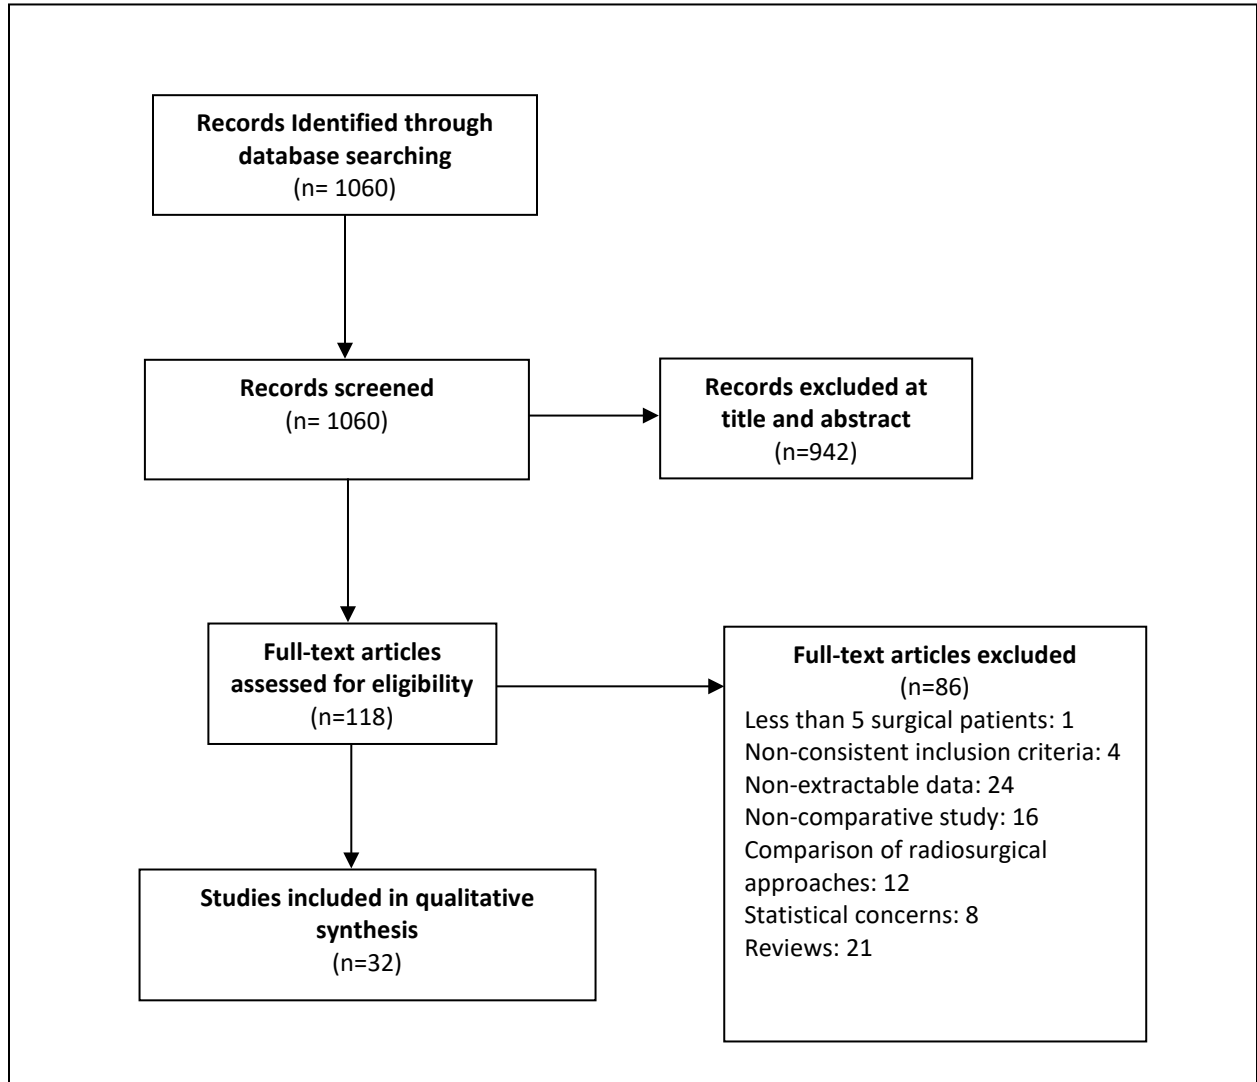 Records Identified through
database searching
(n= 1060)
Records screened
(n= 1060)
Records excluded at
title and abstract
(n=942)
Full-text articles
assessed for eligibility
(n=118)
Full-text articles excluded
(n=86)
Less than 5 surgical patients: 1
Non-consistent inclusion criteria: 4
Non-extractable data: 24
Non-comparative study: 16
Comparison of radiosurgical
approaches: 12
Statistical concerns: 8
Reviews: 21
Studies included in qualitative
synthesis
(n=32)